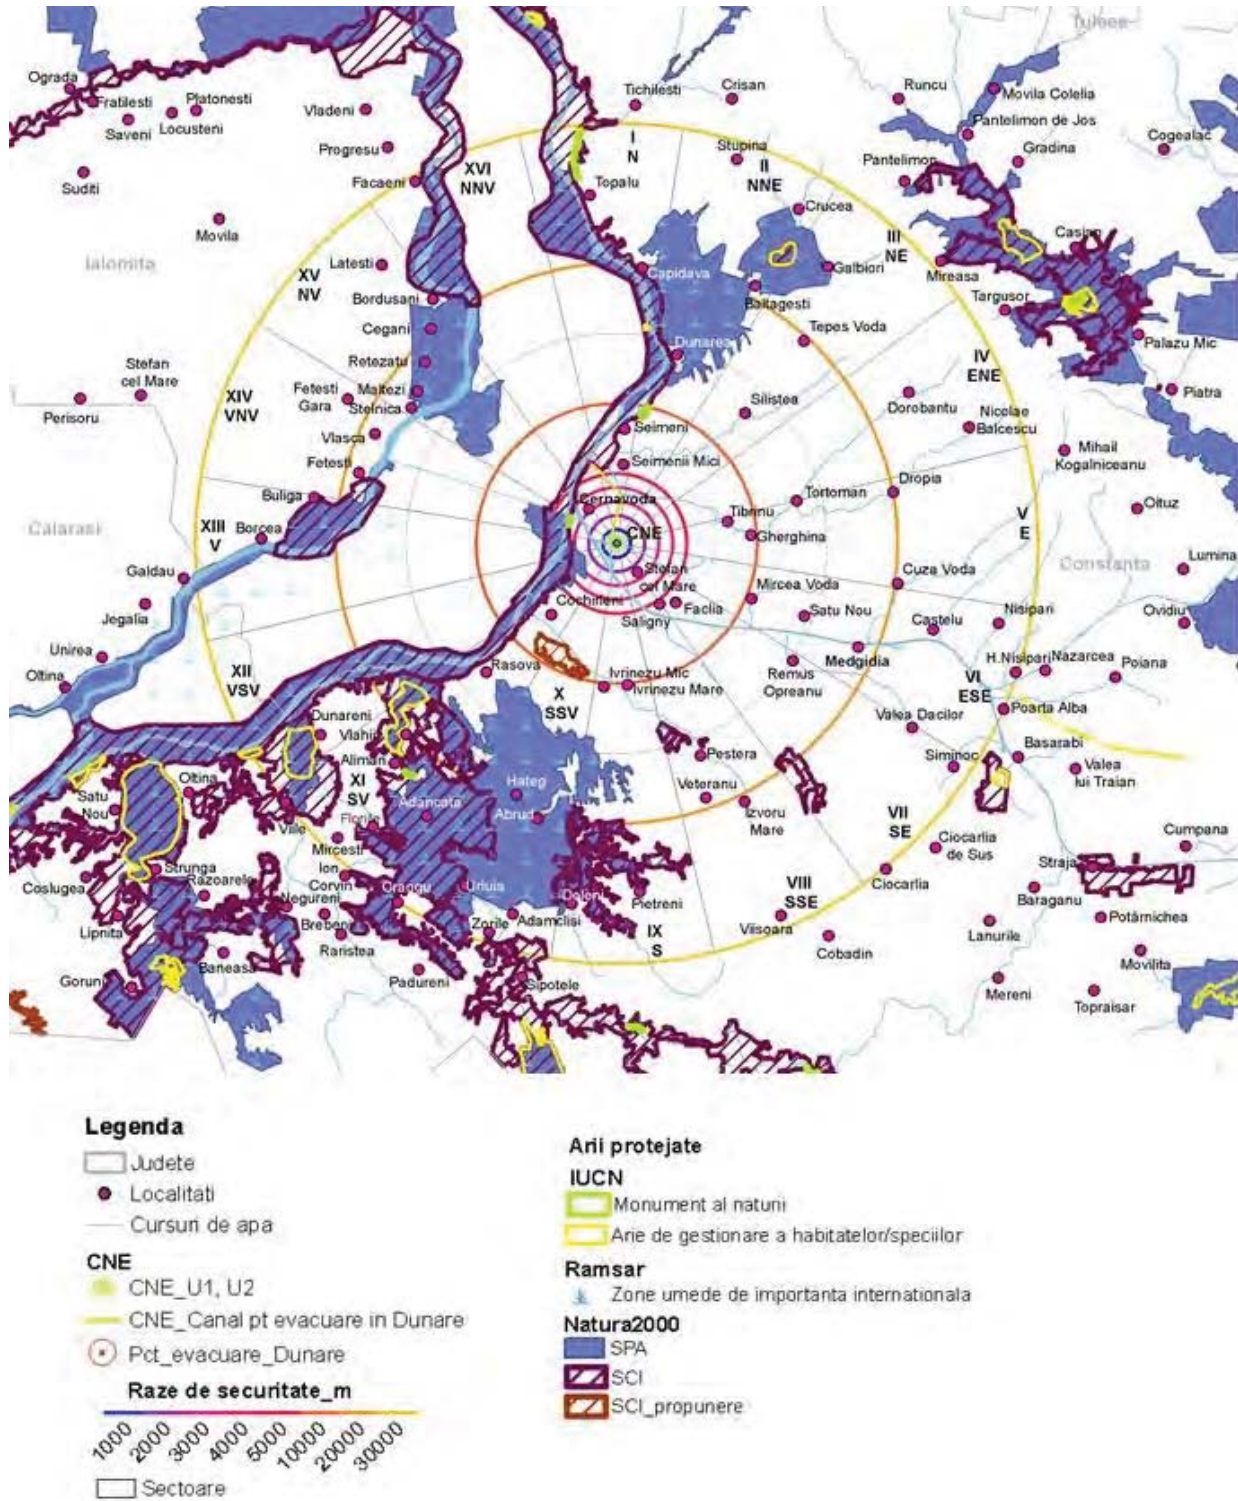 Tulcea
Ograda
Fratilesti
Platonesti
Saveni
Locusteni
Vladeni
Tichilesti
Crisan
Runcu
Movila Colelia
Pantelimon de Jos
Cogealac
Progresu
Suditi
Facaeni
XVI
NNV
I
N
Stupina
II
NNE
Pantelimon
Gradina
Topalu
Crucea
Movila
Ialomita
XV
NV
Latesti
Capidava
Galbiori
III
NE
Mireasa
Casian
Bordusani
Baltagesti
Targusor
Cegani
Tepes Voda
Dunarea
Palazu Mic
Stefan
cel Mare
Retezatu
IV
ENE
Perisoru
XIV
VNV
Fetesti
Gara
Maltezi
Stelnica
Silistea
Dorobantu
Nicolae
Balcescu
Piatra
Vlasca
Seimeni
Mihail
Kogalniceanu
Fetesti
Seimenii Mici
Buliga
Cernavoda
Tortoman
Dropia
Oituz
Calarasi
XIII
V
Borcea
CNE
Tibrinu
Gherghina
V
E
Lumina
Galdau
Stefan
cel Mare
Constanta
Jegalia
Cochirleni
Faclia
Saligny
Mircea Voda
Satu Nou
Cuza Voda
Castelu
Nisipari
Ovidiu
Unirea
Oltina
XII
VSV
Rasova
Ivrinezu Mic
Ivrinezu Mare
Remus
Opreanu
Medgidia
H.Nisipari
Nazarcea
Poiana
VI
ESE
X
SSV
Poarta Alba
Dunareni
Vlahii
Aliman
Pestera
Valea Dacilor
Siminoc
Basarabi
Valea
lui Traian
Satu
Nou
Oltina
XI
SV
Hateg
Veteranu
Adancata
Abrud
Izvoru
Mare
VII
SE
Viile
Florile
Mircesti
Cumpana
Ciocarlia
de Sus
Straja
Coslugea
Strunga
Razoarele
Ion
Corvin
Negureni
Urluia
Deleni
Pietreni
VIII
SSE
Ciocarlia
Baraganu
Lipnita
Brebeni
Raristea
Zorile
Adamclisi
IX
S
Viisoara
Cobadin
Lanurile
Potârnichea
Baneasa
Goruni
Padureni
Sipotele
Mereni
Movilita
Topraisar
Legenda
Judete
Localitati
Cursuri de apa
CNE
CNE_U1, U2
CNE_Canal pt evacuare in Dunare
Pct_evacuare_Dunare
Raze de securitate_m
1000 2000 3000 4000 5000 10000 20000 30000
Sectoare
Arii protejate
IUCN
Monument al naturii
Arie de gestionare a habitatelor/speciilor
Ramsar
Zone umede de importanta internationala
Natura2000
SPA
SCI
SCI_propunere